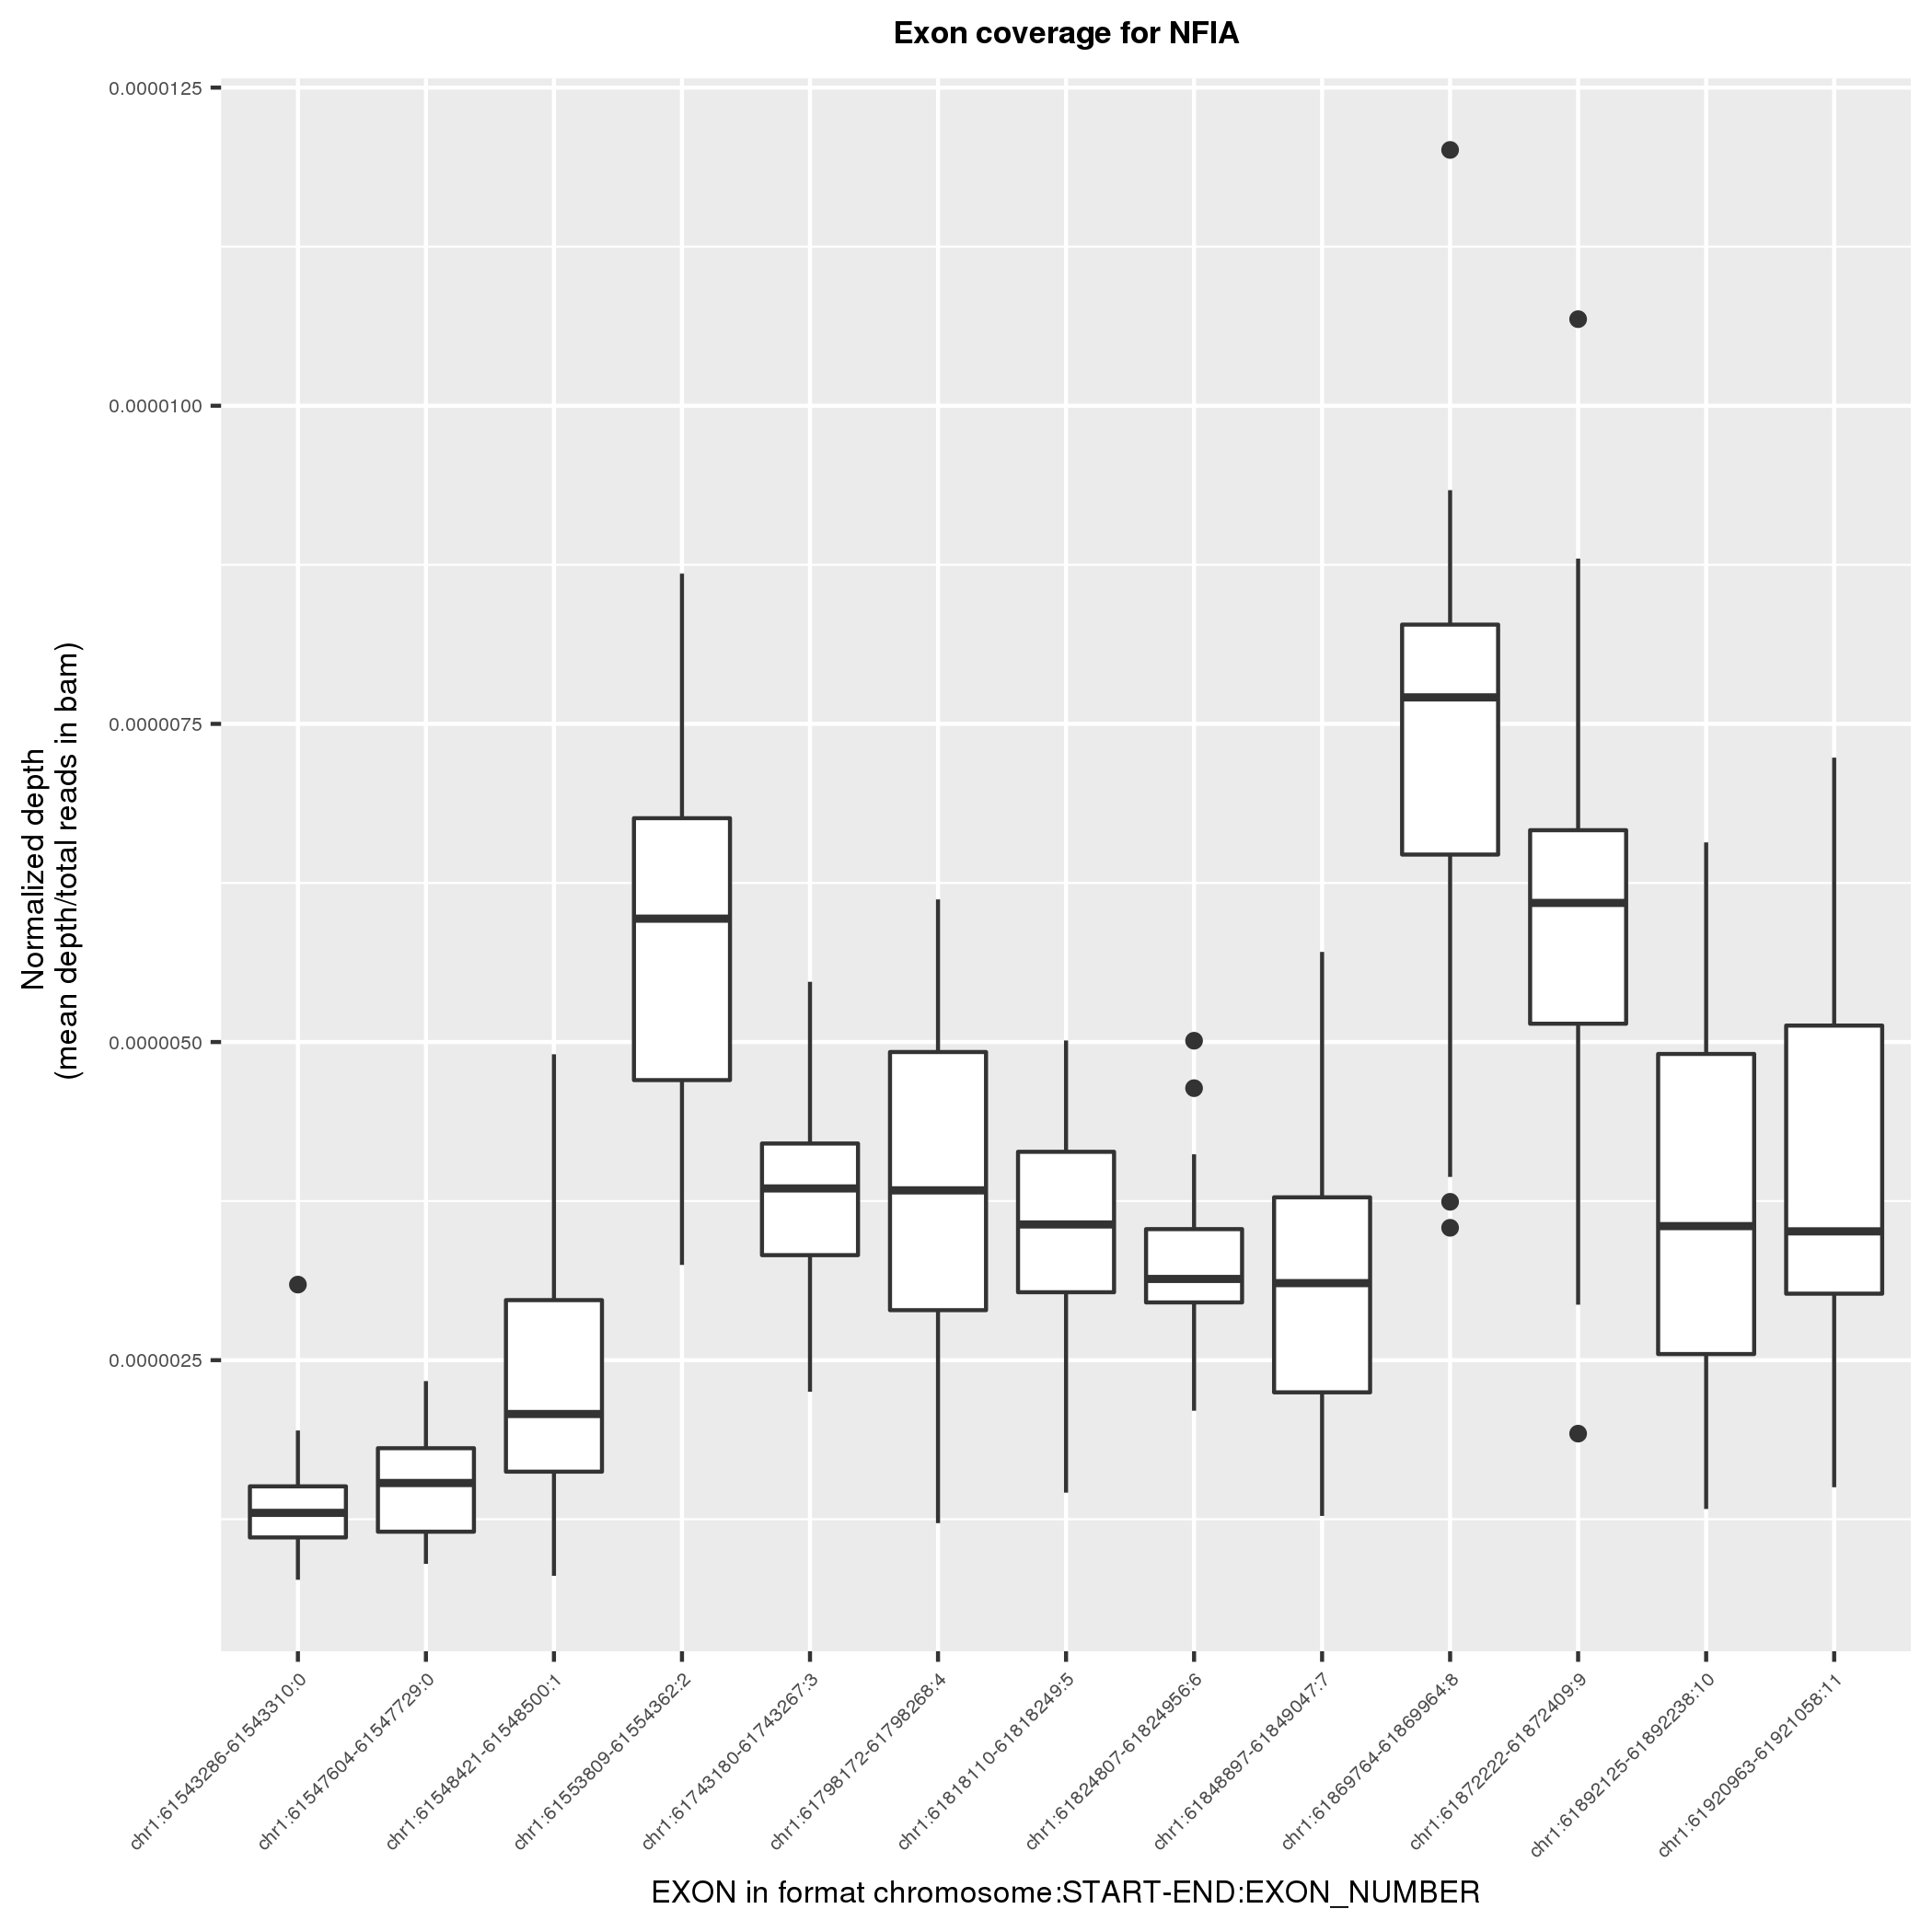 Exon coverage for NFIA
0.0000125
0.0000100
0.0000075
0.0000050
0.0000025
Normalized depth
(mean depth/total reads in bam)
chr1:61543286-61543310:0
chr1:61547604-61547729:0
chr1:61548421-61548500:1
chr1:61553809-61554362:2
chr1:61743180-61743267:3
chr1:61798172-61798268:4
chr1:61818110-61818249:5
chr1:61824807-61824956:6
chr1:61848897-61849047:7
chr1:61869764-61869964:8
chr1:61872222-61872409:9
chr1:61892125-61892238:10
chr1:61920963-61921058:11
EXON in format chromosome:START-END:EXON_NUMBER